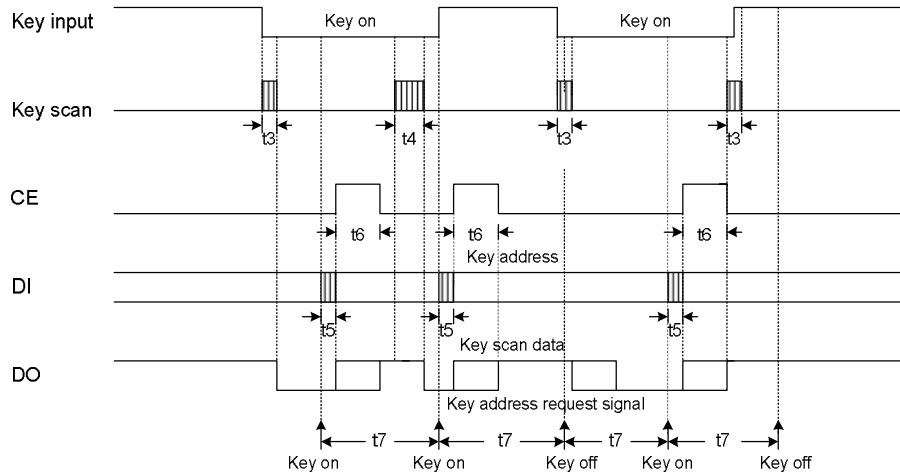 Key input
Key on
Key on
Key scan
t3
t4
t3
t3
CE
t6
t6
t6
Key address
DI
t5
t5
t5
Key scan data
DO
Key address request signal
t7
t7
t7
t7
Key on
Key on
Key off
Key on
Key off